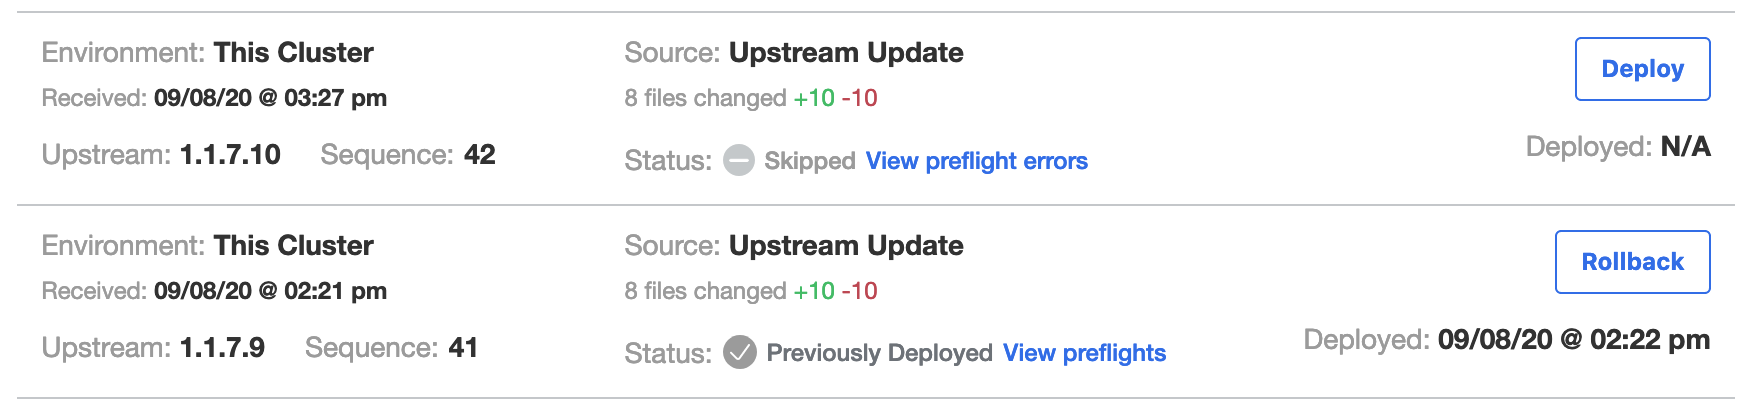 Environment: This Cluster
Source: Upstream Update
Deploy
Received: 09/08/20 @ 03:27 pm
8 files changed +10 -10
Upstream: 1.1.7.10 Sequence: 42
Status: Skipped View preflight errors
Deployed: N/A
Environment: This Cluster
Source: Upstream Update
Rollback
Received: 09/08/20 @ 02:21 pm
8 files changed +10 -10
Upstream: 1.1.7.9 Sequence: 41
Status: Previously Deployed View preflights
Deployed: 09/08/20 @ 02:22 pm